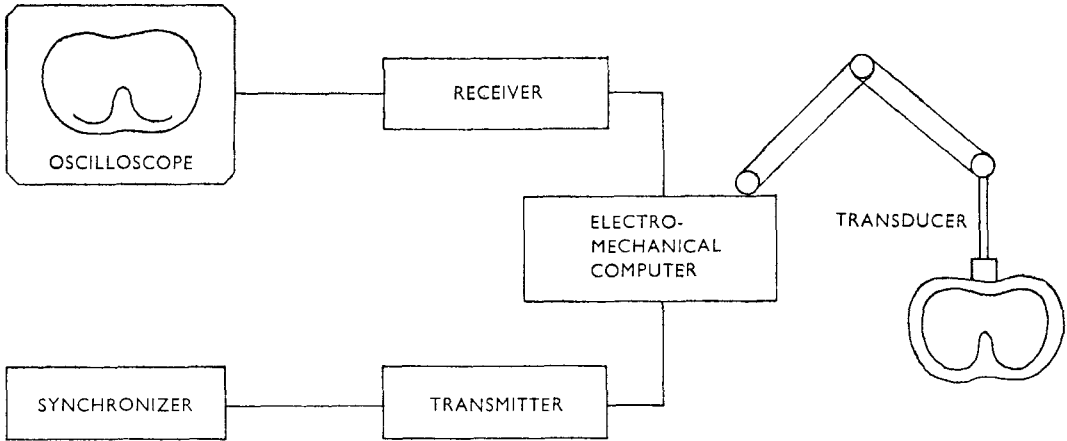 OSCILLOSCOPE
RECEIVER
ELECTRO-
MECHANICAL
COMPUTER
TRANSDUCER
SYNCHRONIZER
TRANSMITTER